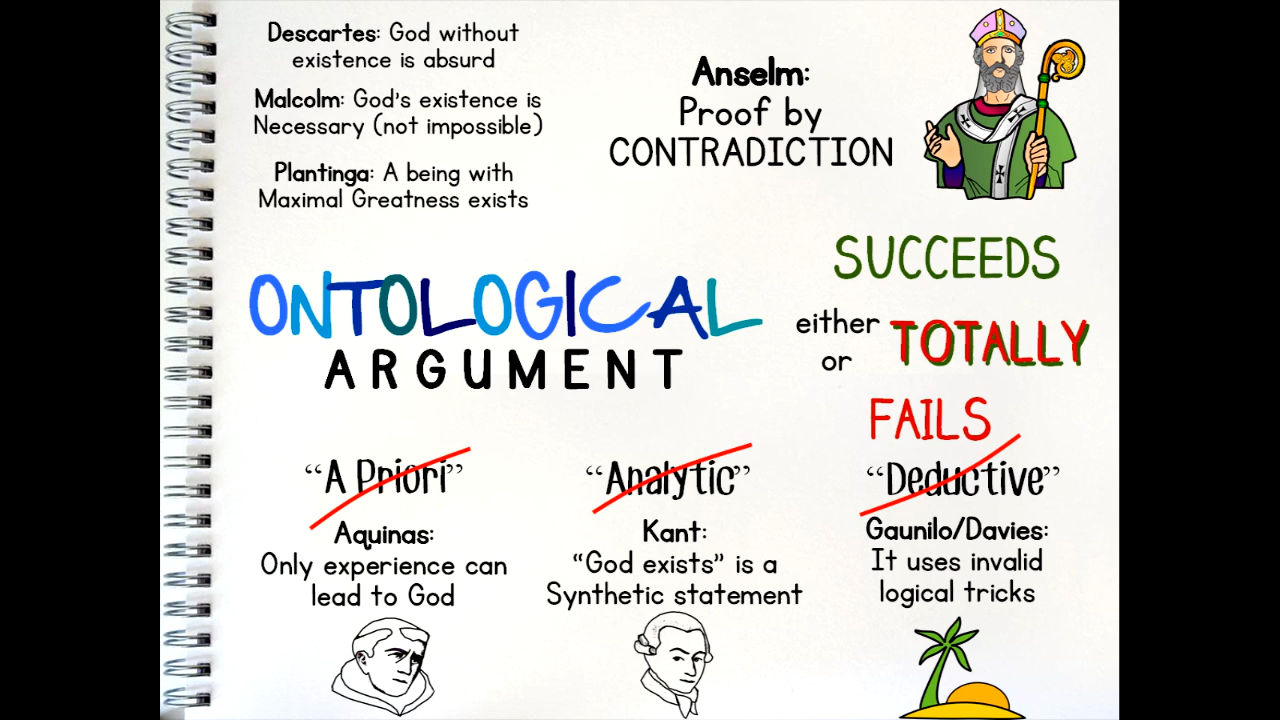 Descartes: God without
existence is absurd
Malcolm: God's existence is
Necessary (not impossible)
Plantinga: A being with
Maximal Greatness exists
Anselm:
Proof by
CONTRADICTION
ONTOLOGICAL
ARGUMENT
SUCCEEDS
either
or
TOTALLY
FAILS
“A Priori”
Aquinas:
Only experience can
lead to God
“Analytic”
Kant:
“God exists” is a
Synthetic statement
“Deductive”
Gaunilo/Davies:
It uses invalid
logical tricks